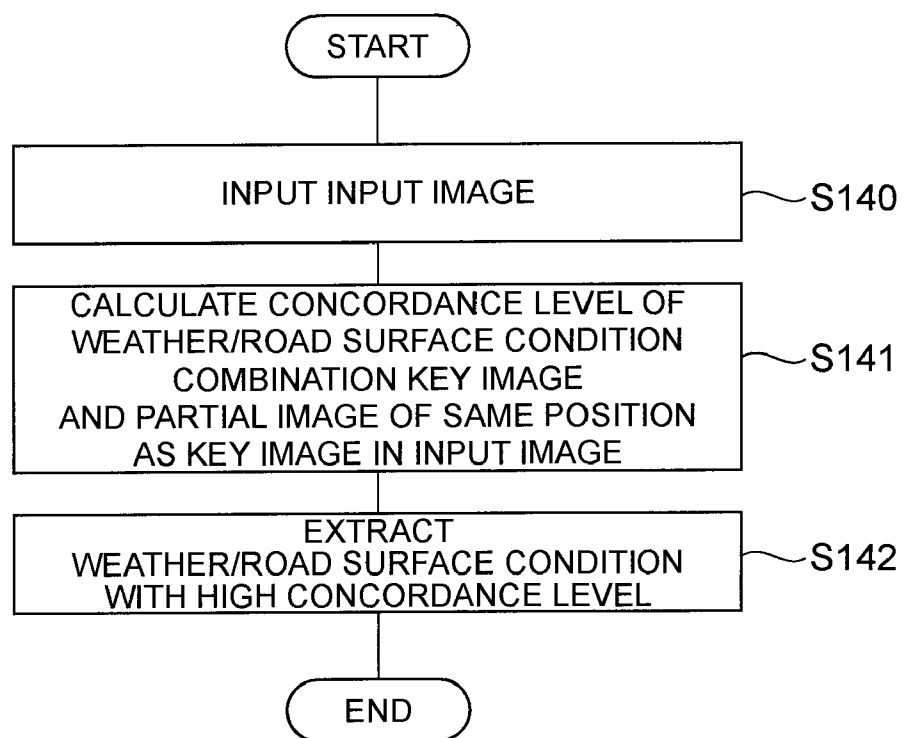 START
INPUT INPUT IMAGE
S140
CALCULATE CONCORDANCE LEVEL OF
WEATHER/ROAD SURFACE CONDITION
COMBINATION KEY IMAGE
AND PARTIAL IMAGE OF SAME POSITION
AS KEY IMAGE IN INPUT IMAGE
S141
EXTRACT
WEATHER/ROAD SURFACE CONDITION
WITH HIGH CONCORDANCE LEVEL
S142
END